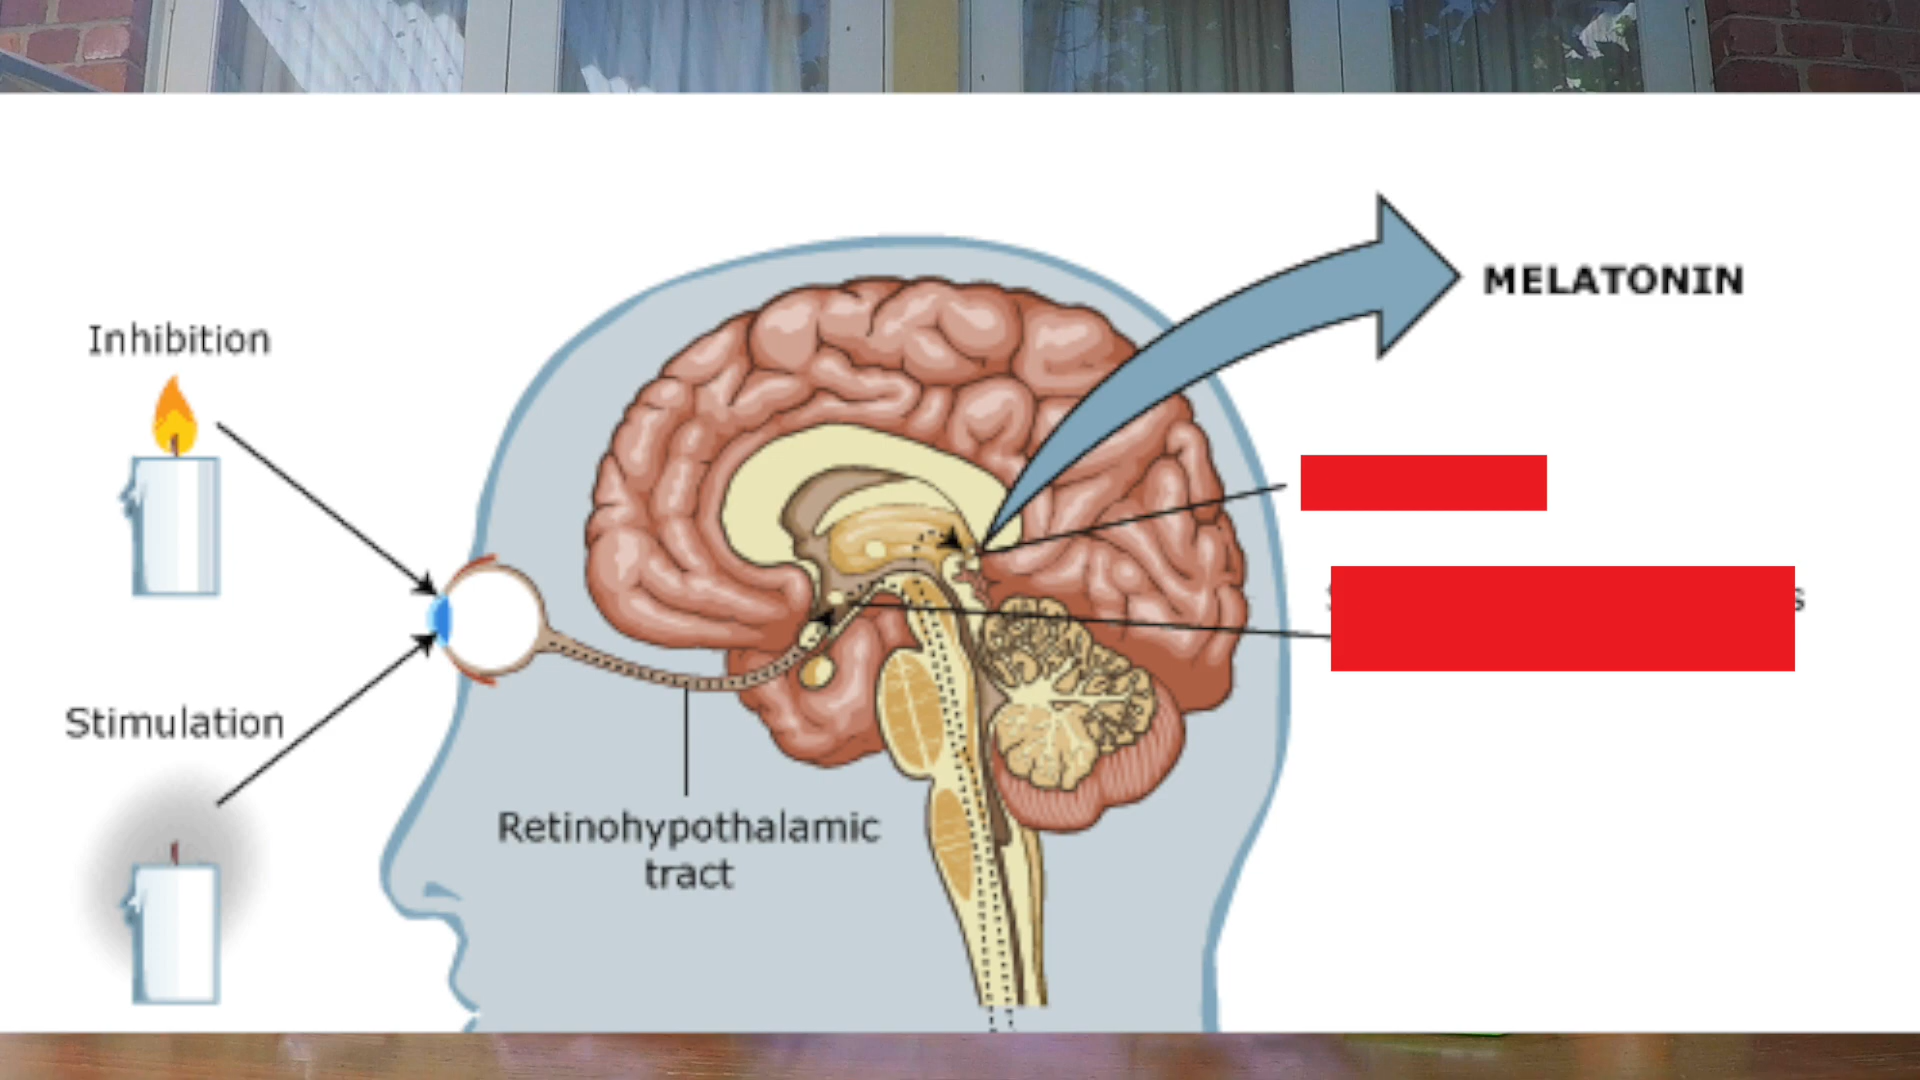 MELATONIN
Inhibition
Stimulation
Retinohypothalamic
tract